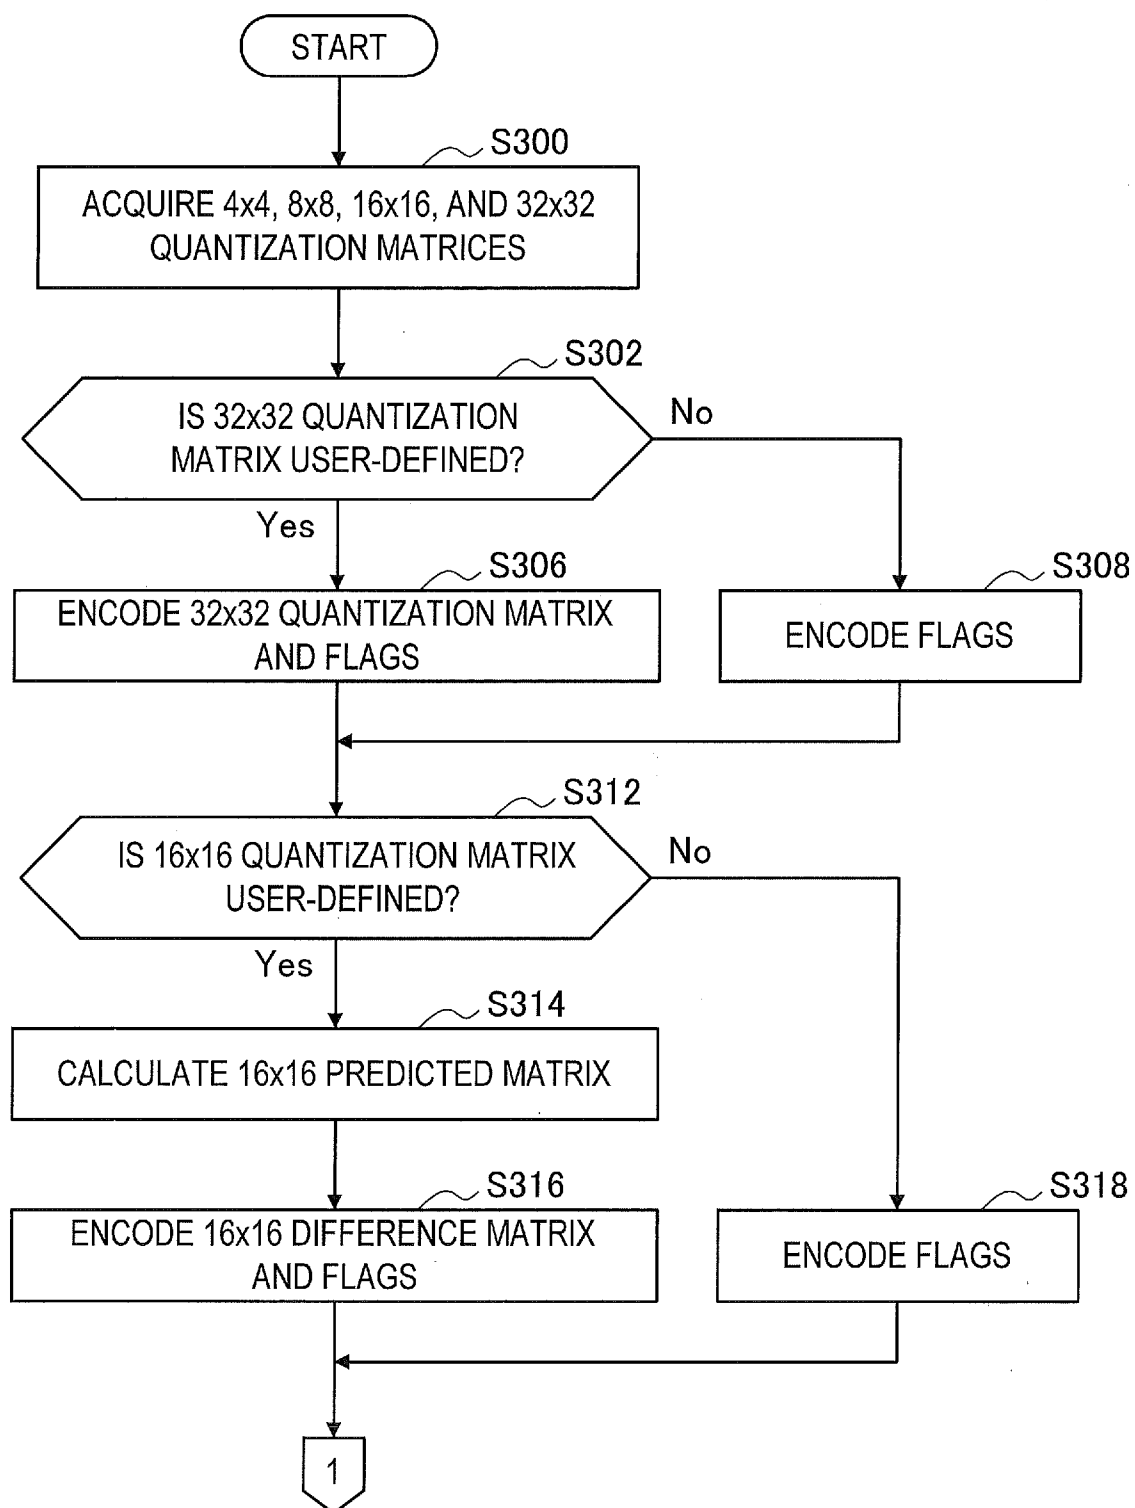 START
S300
ACQUIRE 4x4, 8x8, 16x16, AND 32x32
QUANTIZATION MATRICES
S302
IS 32x32 QUANTIZATION
MATRIX USER-DEFINED?
No
Yes
S306
ENCODE 32x32 QUANTIZATION MATRIX
AND FLAGS
S308
ENCODE FLAGS
S312
IS 16x16 QUANTIZATION MATRIX
USER-DEFINED?
No
Yes
S314
CALCULATE 16x16 PREDICTED MATRIX
S316
ENCODE 16x16 DIFFERENCE MATRIX
AND FLAGS
S318
ENCODE FLAGS
1